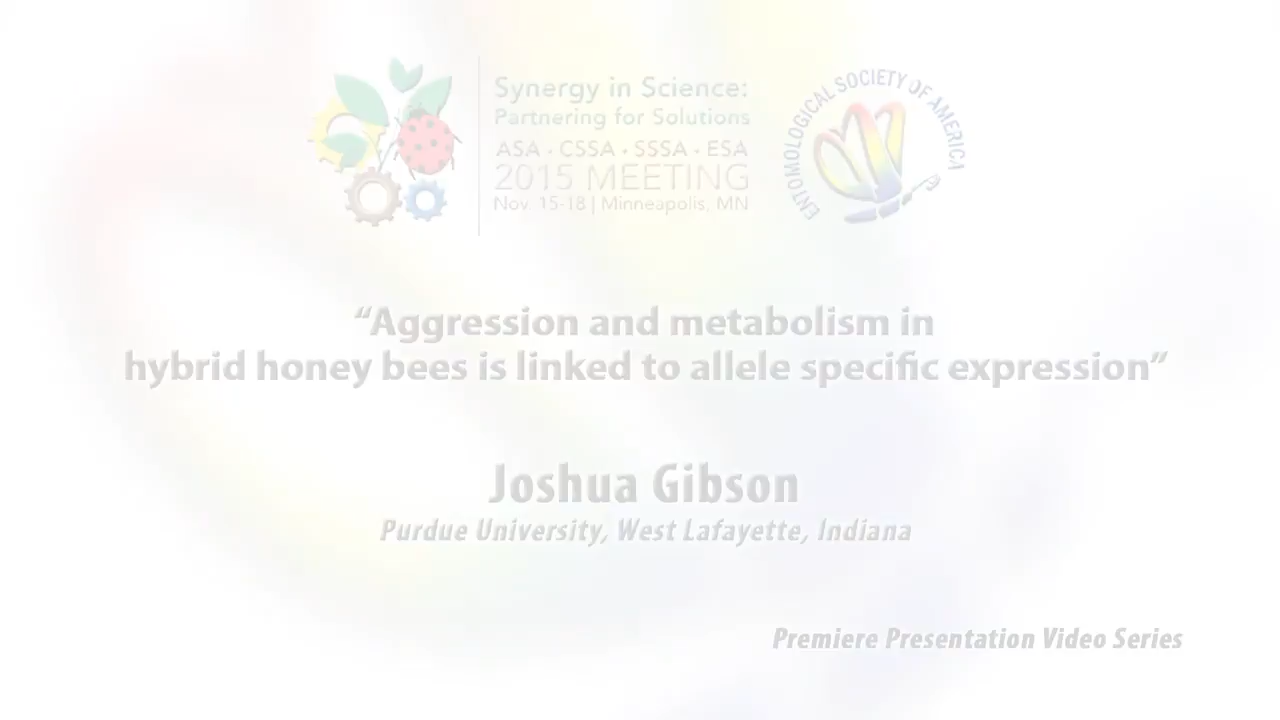 Synergy in Science:
Partnering for Solutions
ASA • CSSA • SSSA • ESA
2015 MEETING
Nov. 15-18 | Minneapolis, MN
ENTOMOLOGICAL SOCIETY OF AMERICA
“Aggression and metabolism in
hybrid honey bees is linked to allele specific expression”
Joshua Gibson
Purdue University, West Lafayette, Indiana
Premiere Presentation Video Series